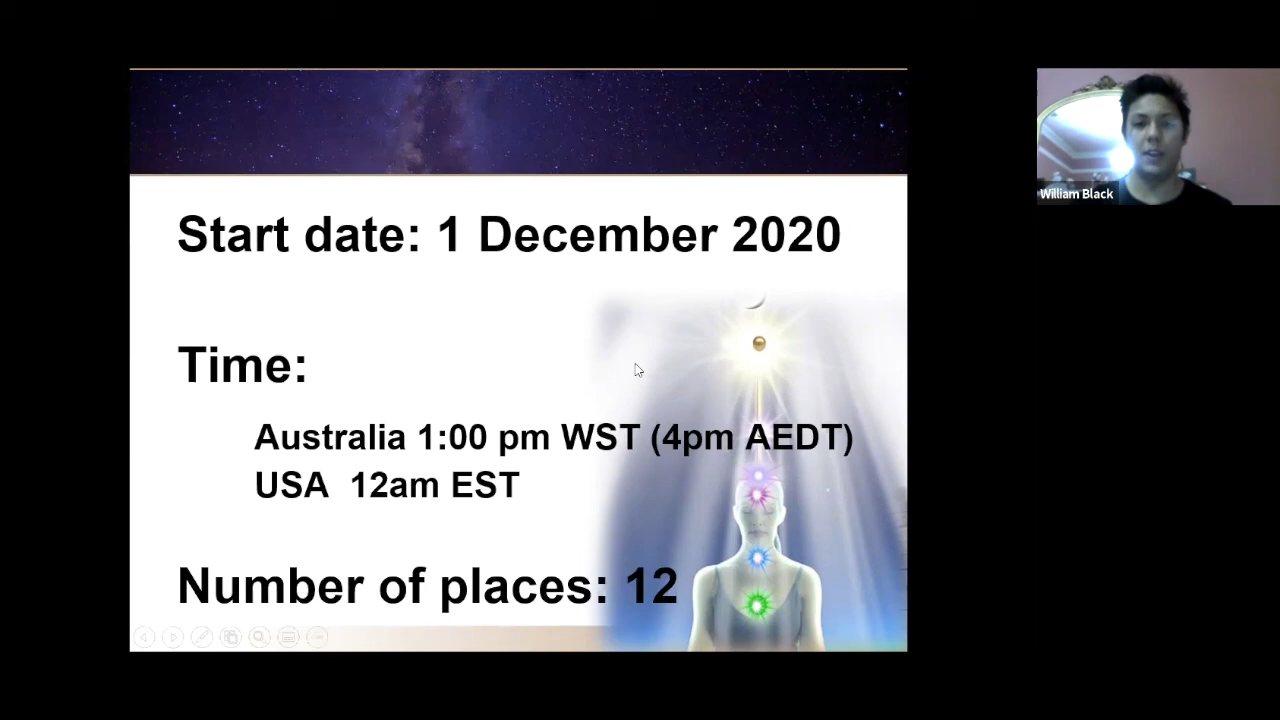 Start date: 1 December 2020
William Black
Time:
Australia 1:00 pm WST (4pm AEDT)
USA 12am EST
Number of places: 12